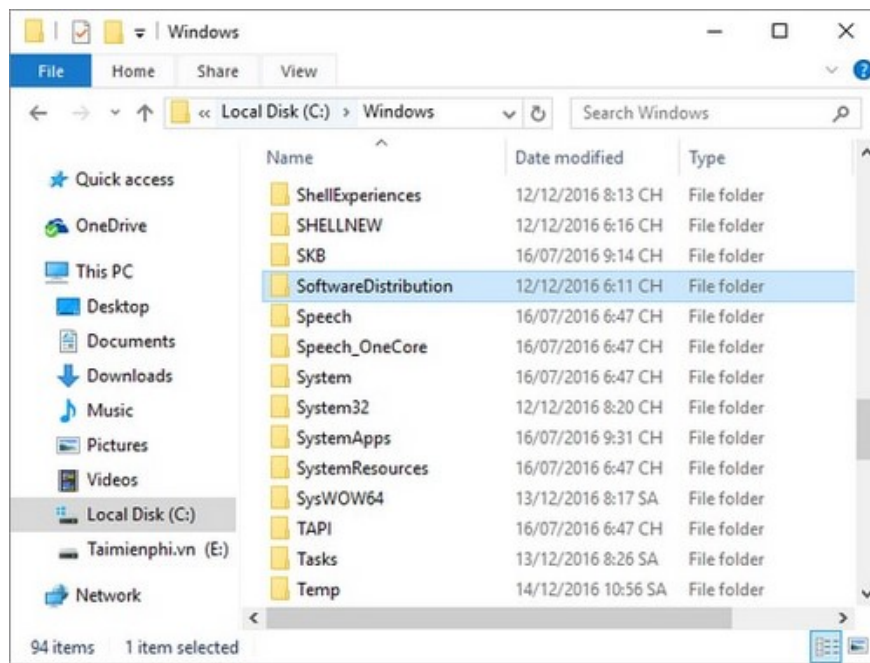 Windows
File Home Share View
« Local Disk (C:) › Windows Search Windows
Name Date modified Type
Quick access
OneDrive
This PC
Desktop
Documents
Downloads
Music
Pictures
Videos
Local Disk (C:)
Taimienphi.vn (E:)
Network
ShellExperiences 12/12/2016 8:13 CH File folder
SHELLNEW 12/12/2016 6:16 CH File folder
SKB 16/07/2016 9:14 CH File folder
SoftwareDistribution 12/12/2016 6:11 CH File folder
Speech 16/07/2016 6:47 CH File folder
Speech_OneCore 16/07/2016 6:47 CH File folder
System 16/07/2016 6:47 CH File folder
System32 12/12/2016 8:20 CH File folder
SystemApps 16/07/2016 9:31 CH File folder
SystemResources 16/07/2016 6:47 CH File folder
SysWOW64 13/12/2016 8:17 SA File folder
TAPI 16/07/2016 6:47 CH File folder
Tasks 13/12/2016 8:26 SA File folder
Temp 14/12/2016 10:56 SA File folder
94 items 1 item selected